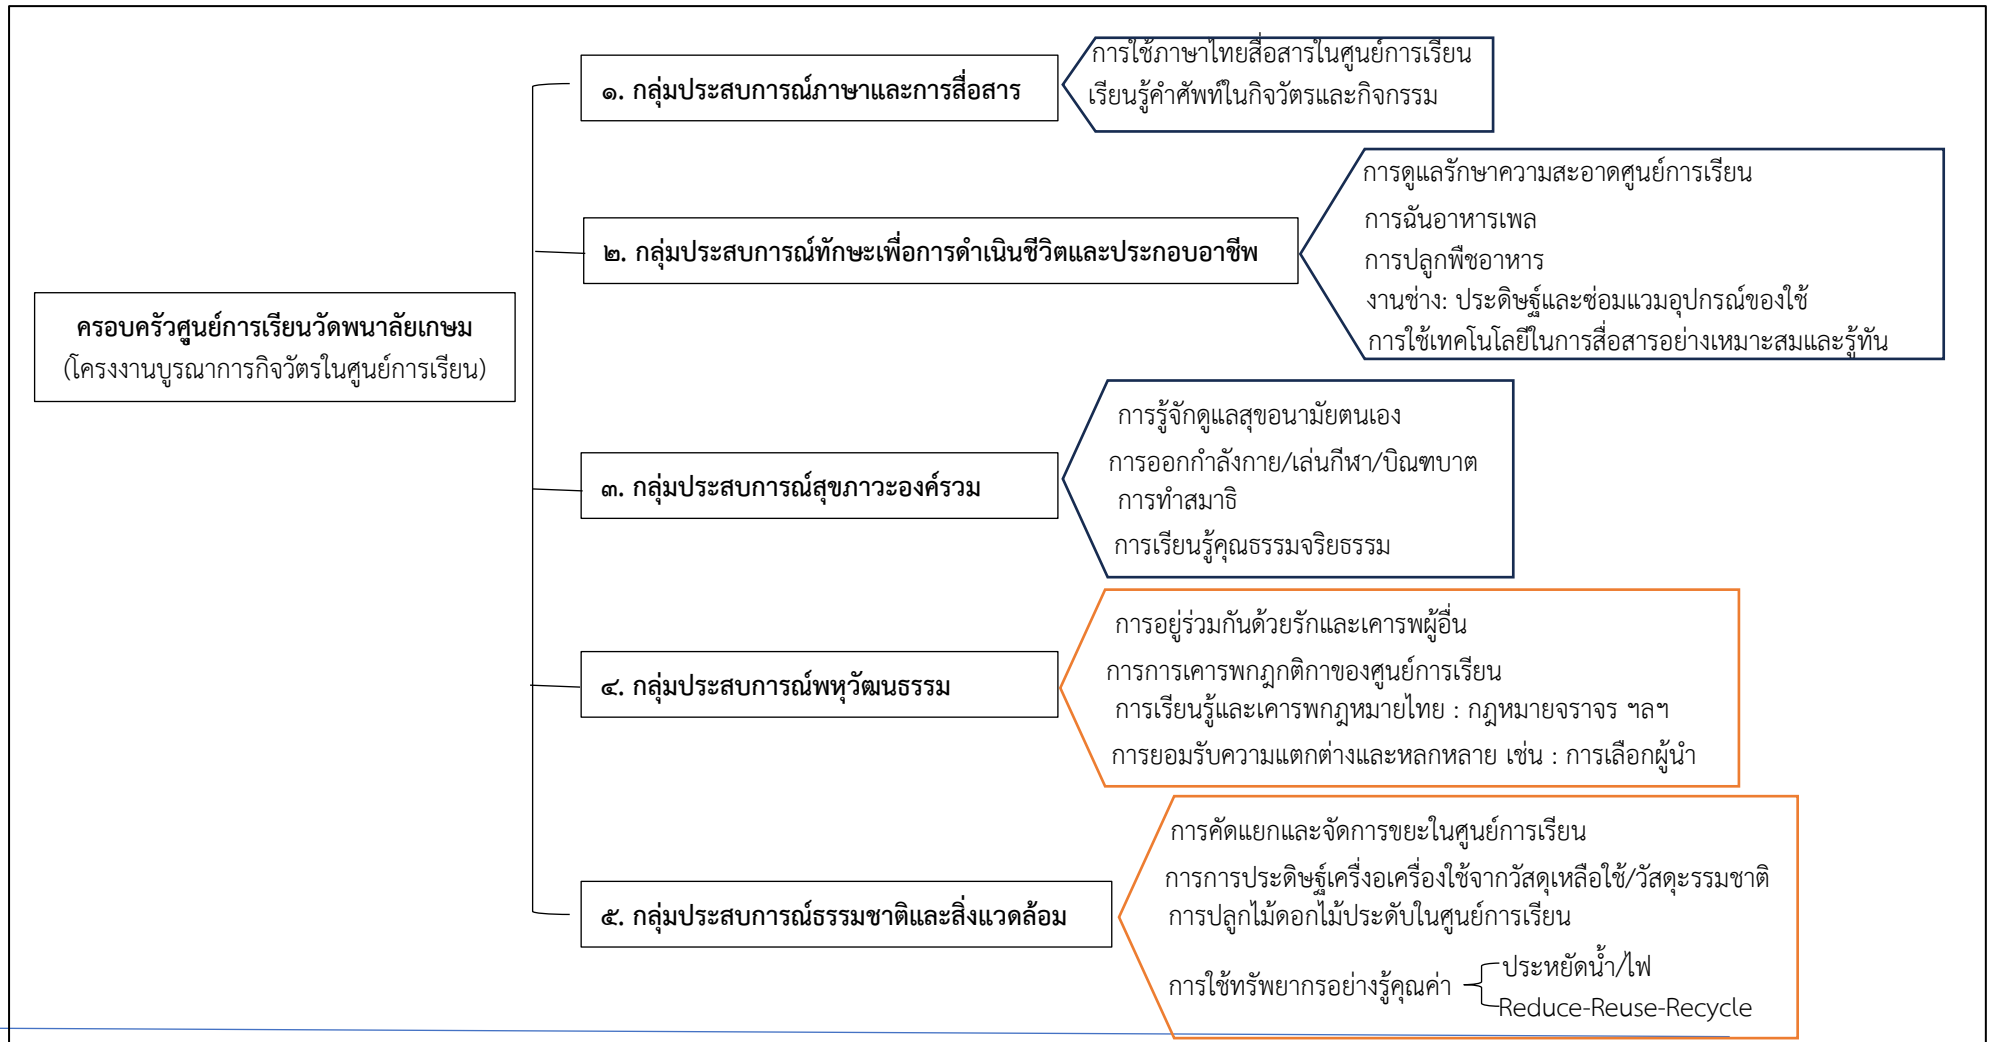 ครอบครัวศูนย์การเรียนวัดพนาลัยเกษม
(โครงงานบูรณาการกิจวัตรในศูนย์การเรียน)
๑. กลุ่มประสบการณ์ภาษาและการสื่อสาร
การใช้ภาษาไทยสื่อสารในศูนย์การเรียน
เรียนรู้คำศัพท์ในกิจวัตรและกิจกรรม
๒. กลุ่มประสบการณ์ทักษะเพื่อการดำเนินชีวิตและประกอบอาชีพ
การดูแลรักษาความสะอาดศูนย์การเรียน
การฉันอาหารเพล
การปลูกพืชอาหาร
งานช่าง: ประดิษฐ์และซ่อมแวมอุปกรณ์ของใช้
การใช้เทคโนโลยีในการสื่อสารอย่างเหมาะสมและรู้ทัน
๓. กลุ่มประสบการณ์สุขภาวะองค์รวม
การรู้จักดูแลสุขอนามัยตนเอง
การออกกำลังกาย/เล่นกีฬา/บิณฑบาต
การทำสมาธิ
การเรียนรู้คุณธรรมจริยธรรม
๔. กลุ่มประสบการณ์พหุวัฒนธรรม
การอยู่ร่วมกันด้วยรักและเคารพผู้อื่น
การการเคารพกฎกติกาของศูนย์การเรียน
การเรียนรู้และเคารพกฎหมายไทย : กฎหมายจราจร ฯลฯ
การยอมรับความแตกต่างและหลกหลาย เช่น : การเลือกผู้นำ
๕. กลุ่มประสบการณ์ธรรมชาติและสิ่งแวดล้อม
การคัดแยกและจัดการขยะในศูนย์การเรียน
การการประดิษฐ์เครื่งอเครื่องใช้จากวัสดุเหลือใช้/วัสดุะรรมชาติ
การปลูกไม้ดอกไม้ประดับในศูนย์การเรียน
การใช้ทรัพยากรอย่างรู้คุณค่า
ประหยัดน้ำ/ไฟ
Reduce-Reuse-Recycle